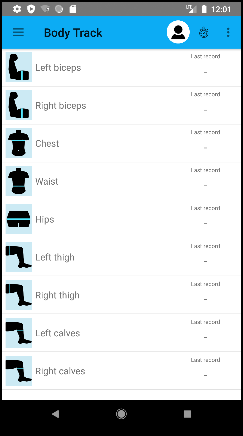 12:01
Body Track
Last record
Left biceps
-
Last record
Right biceps
-
Last record
Chest
-
Last record
Waist
-
Last record
Hips
-
Last record
Left thigh
-
Last record
Right thigh
-
Last record
Left calves
-
Last record
Right calves
-